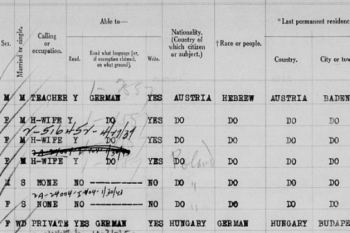 Able to—
Sex.
Married or single.
Calling or occupation.
Read.
Read what language (or, if exemption claimed, on what ground).
Write.
Nationality. (Country of which citizen or subject.)
†Race or people.
*Last permanent residence
Country.
City or town
M M TEACHER Y GERMAN YES AUSTRIA HEBREW AUSTRIA BADEN
F M H-WIFE Y DO YES DO DO DO DO
F M H-WIFE Y DO YES DO DO DO DO
F M H-WIFE DO YES DO DO DO DO
M S NONE NO NO DO DO DO DO
F S NONE NO NO DO DO DO DO
F WD PRIVATE YES GERMAN YES HUNGARY GERMAN HUNGARY BUDAPE